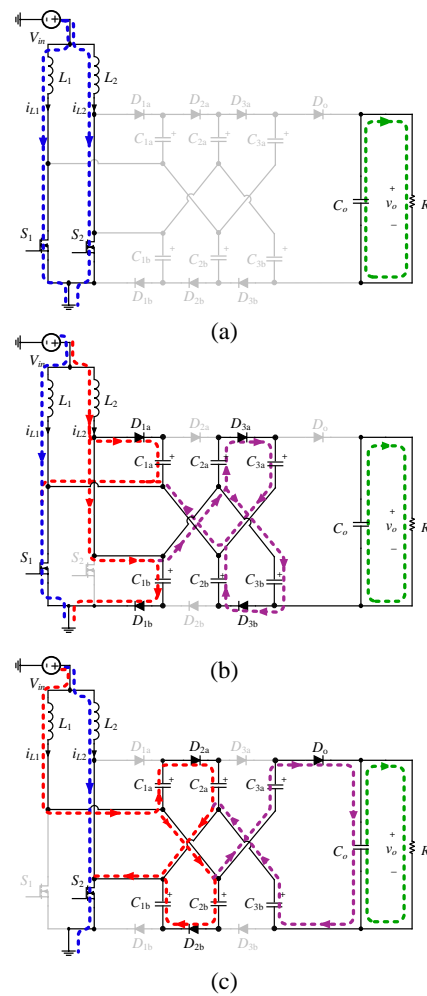 V_in
L_1 L_2
i_L1 i_L2 D_1a D_2a D_3a D_o
C_1a + C_2a + C_3a +
S_1 S_2 C_o + v_o − R
C_1b + C_2b + C_3b +
D_1b D_2b D_3b
(a)
V_in
L_1 L_2
i_L1 i_L2 D_1a D_2a D_3a D_o
C_1a + C_2a + C_3a +
S_1 S_2 C_o + v_o − R
C_1b + C_2b + C_3b +
D_1b D_2b D_3b
(b)
V_in
L_1 L_2
i_L1 i_L2 D_1a D_2a D_3a D_o
C_1a + C_2a + C_3a +
S_1 S_2 C_o + v_o − R
C_1b + C_2b + C_3b +
D_1b D_2b D_3b
(c)